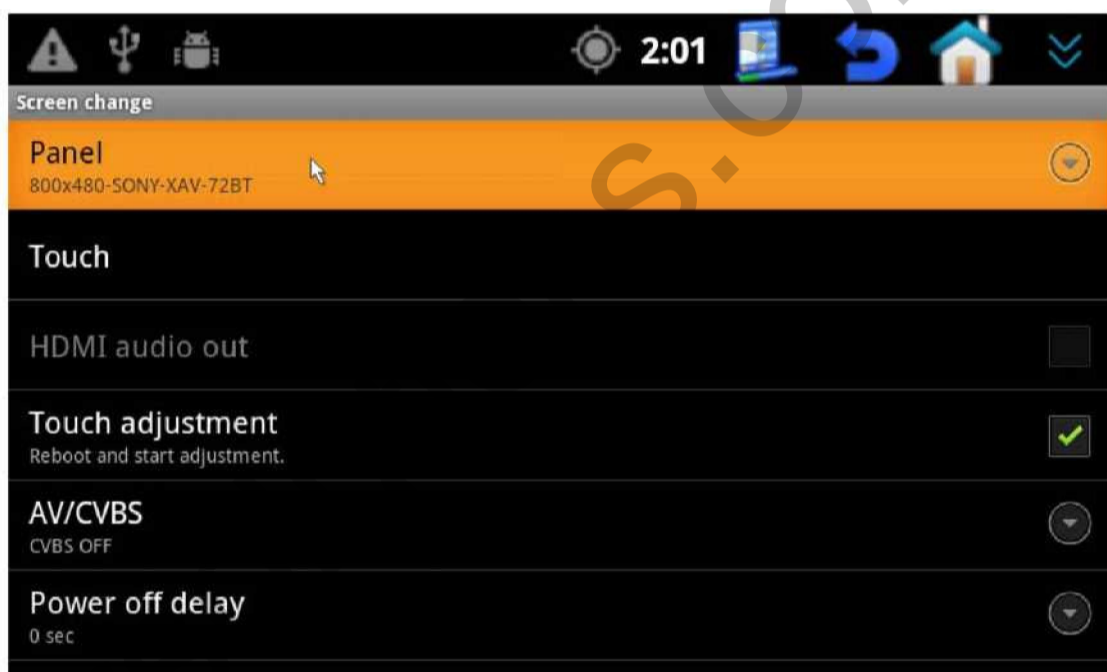 2:01
Screen change
Panel
800x480-SONY-XAV-72BT
Touch
HDMI audio out
Touch adjustment
Reboot and start adjustment.
AV/CVBS
CVBS OFF
Power off delay
0 sec